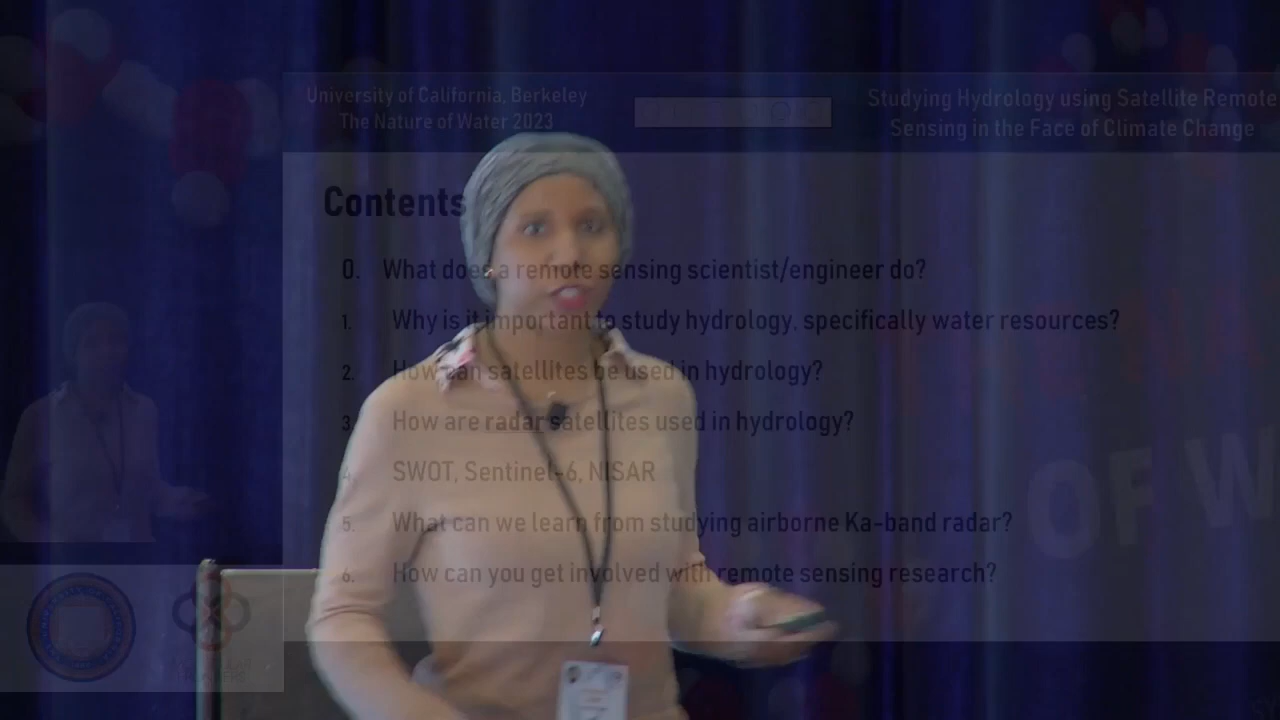 University of California, Berkeley
The Nature of Water 2023
Studying Hydrology using Satellite Remote
Sensing in the Face of Climate Change
Contents
0. What does a remote sensing scientist/engineer do?
1. Why is it important to study hydrology, specifically water resources?
2. How can satellites be used in hydrology?
3. How are radar satellites used in hydrology?
4. SWOT, Sentinel-6, NISAR
5. What can we learn from studying airborne Ka-band radar?
6. How can you get involved with remote sensing research?
OF W